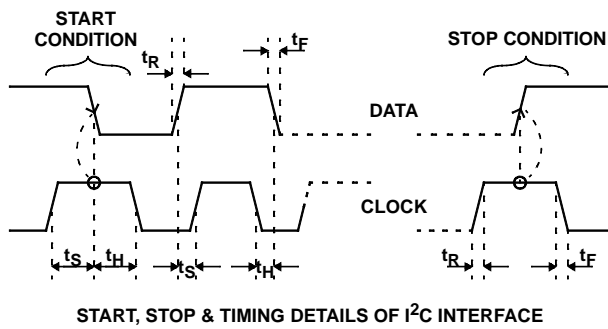 START
CONDITION
tR
tF
STOP CONDITION
DATA
CLOCK
tS
tH
tS
tH
tR
tF
START, STOP & TIMING DETAILS OF I²C INTERFACE